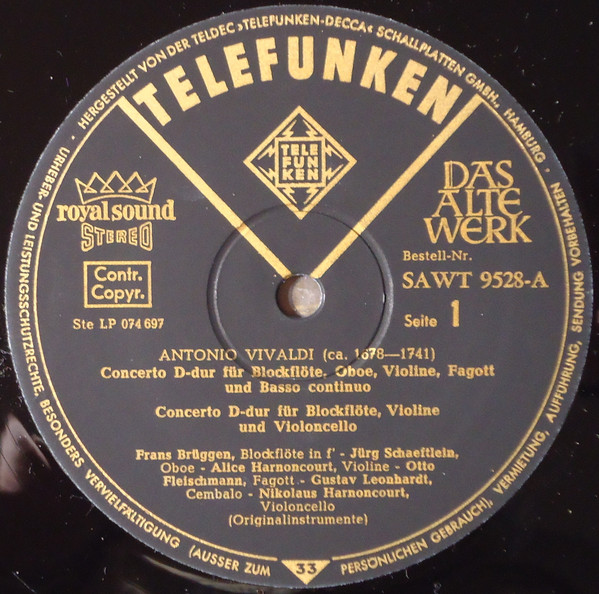 HERGESTELLT VON DER TELDEC »TELEFUNKEN-DECCA« SCHALLPLATTEN GMBH., HAMBURG · URHEBER- UND LEISTUNGSSCHUTZRECHTE, BESONDERS VERVIELFÄLTIGUNG (AUSSER ZUM PERSÖNLICHEN GEBRAUCH), VERMIETUNG, AUFFÜHRUNG, SENDUNG VORBEHALTEN ·
TELEFUNKEN
TELE
FUN
KEN
royal sound
STEREO
DAS
ALTE
WERK
Contr.
Copyr.
Bestell-Nr.
SAWT 9528-A
Ste LP 074 697
Seite 1
ANTONIO VIVALDI (ca. 1678—1741)
Concerto D-dur für Blockflöte, Oboe, Violine, Fagott
und Basso continuo
Concerto D-dur für Blockflöte, Violine
und Violoncello
Frans Brüggen, Blockflöte in f' - Jürg Schaeftlein,
Oboe - Alice Harnoncourt, Violine - Otto
Fleischmann, Fagott - Gustav Leonhardt,
Cembalo - Nikolaus Harnoncourt,
Violoncello
(Originalinstrumente)
33